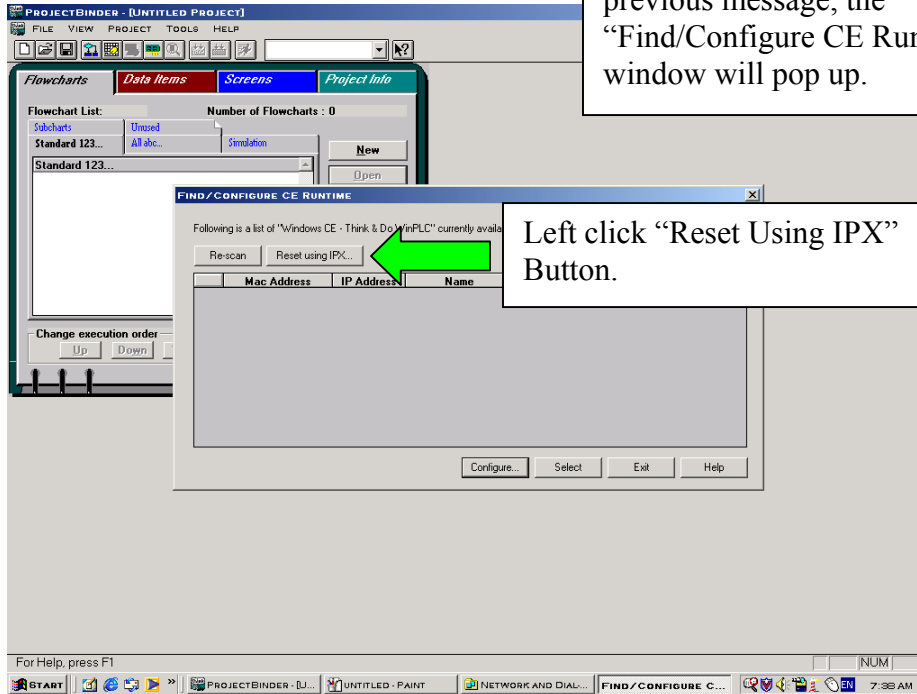 PROJECTBINDER - [UNTITLED PROJECT]
FILE VIEW PROJECT TOOLS HELP
previous message, the
“Find/Configure CE Run
window will pop up.
Flowcharts Data Items Screens Project Info
Flowchart List: Number of Flowcharts : 0
Subcharts Unused
Standard 123... All abc... Simulation
New
Standard 123...
Open
FIND/CONFIGURE CE RUNTIME
Following is a list of "Windows CE - Think & Do WinPLC" currently availa
Left click “Reset Using IPX”
Button.
Re-scan Reset using IPX...
Mac Address IP Address Name
Change execution order
Up Down
Configure... Select Exit Help
For Help, press F1 NUM
START » PROJECTBINDER - [U... UNTITLED - PAINT NETWORK AND DIAL-... FIND/CONFIGURE C... EN 7:38 AM